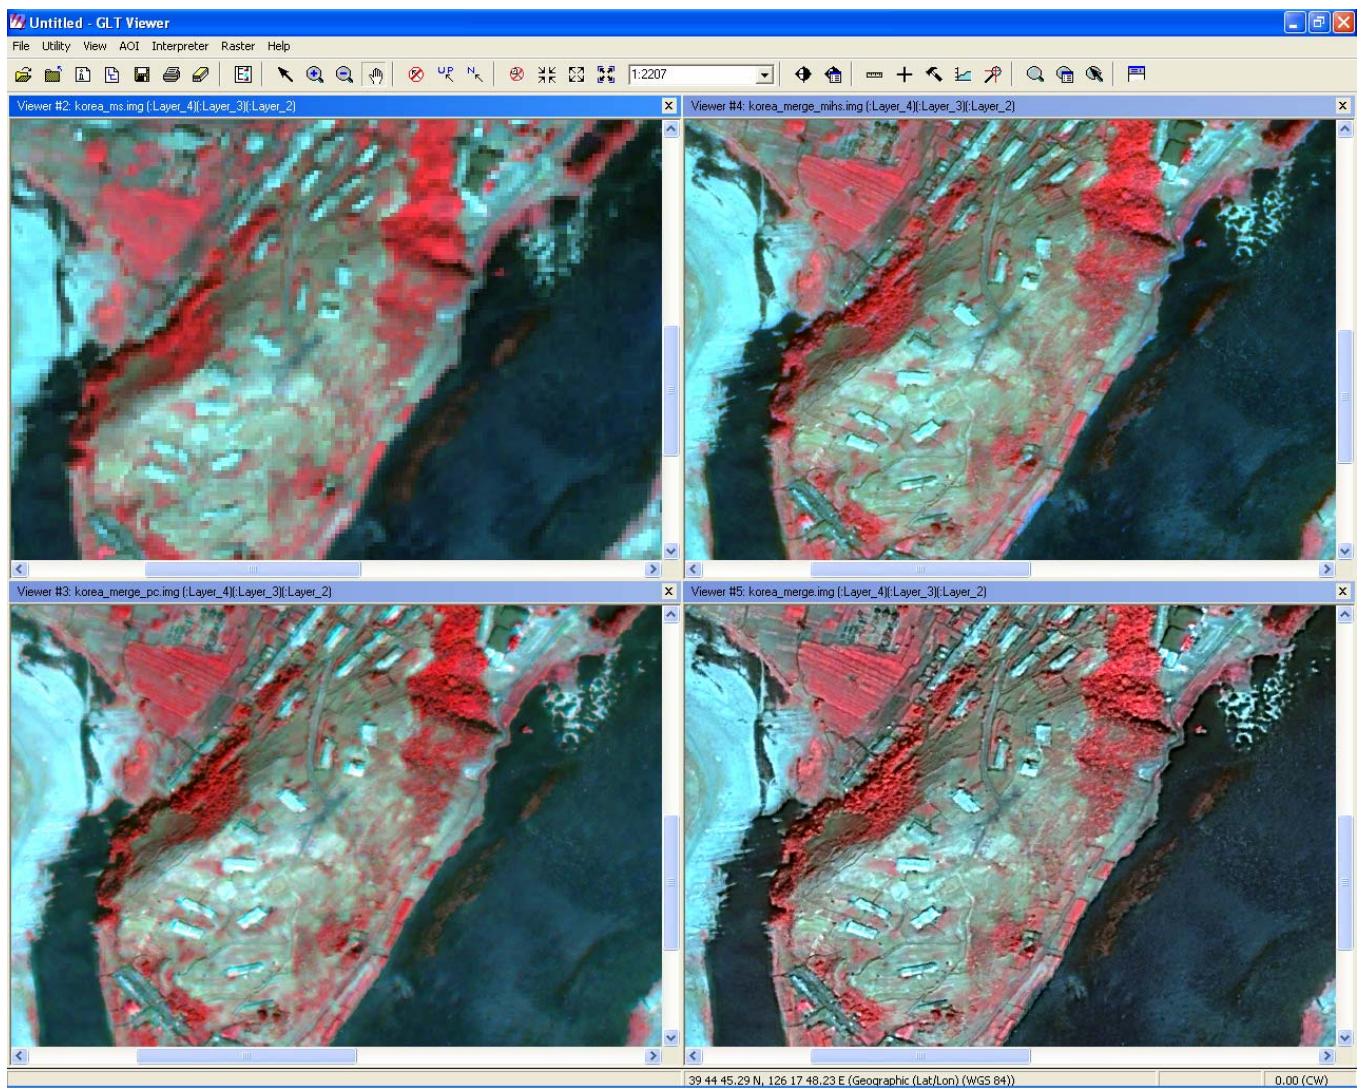 Untitled - GLT Viewer
File Utility View AOI Interpreter Raster Help
UP N 1:2207
Viewer #2: korea_ms.img (:Layer_4)(:Layer_3)(:Layer_2)
Viewer #4: korea_merge_mihs.img (:Layer_4)(:Layer_3)(:Layer_2)
Viewer #3: korea_merge_pc.img (:Layer_4)(:Layer_3)(:Layer_2)
Viewer #5: korea_merge.img (:Layer_4)(:Layer_3)(:Layer_2)
39 44 45.29 N, 126 17 48.23 E (Geographic (Lat/Lon) (WGS 84)) 0.00 (CW)